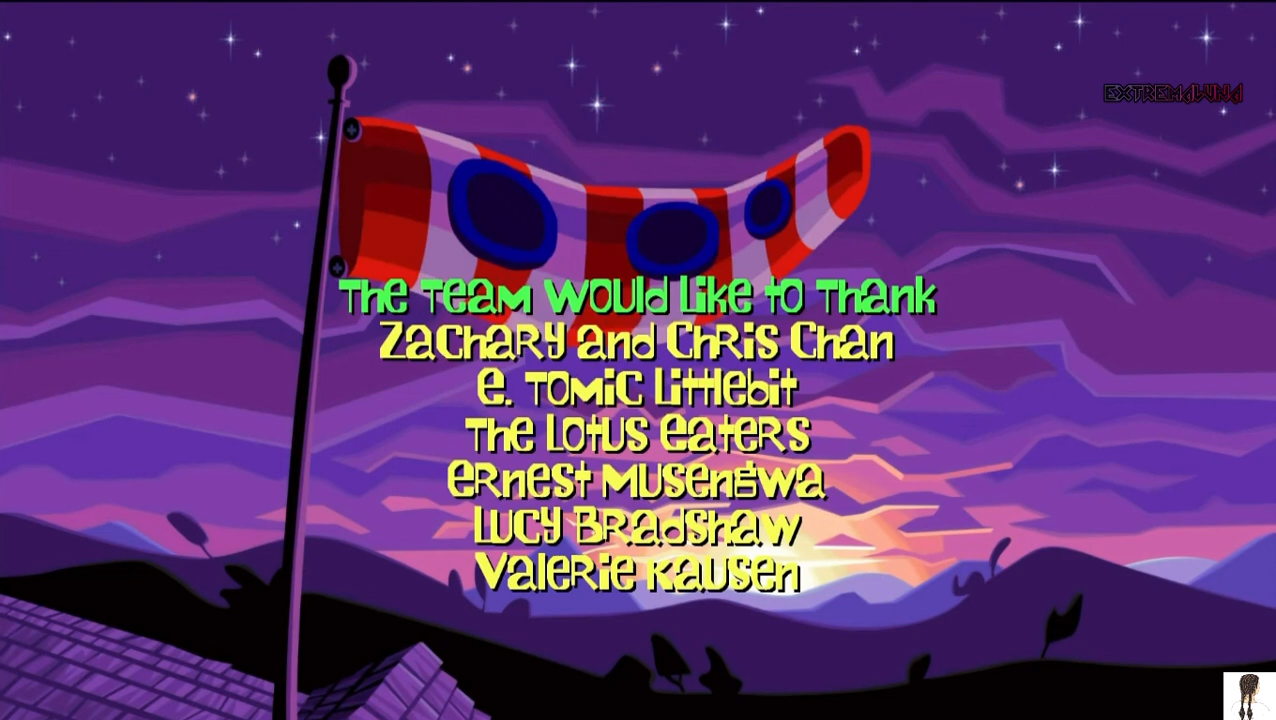 EXTREMALUNA
The Team Would Like to Thank
Zachary and Chris Chan
E. Tomic Littlebit
The Lotus Eaters
Ernest Musengwa
Lucy Bradshaw
Valerie Kausen